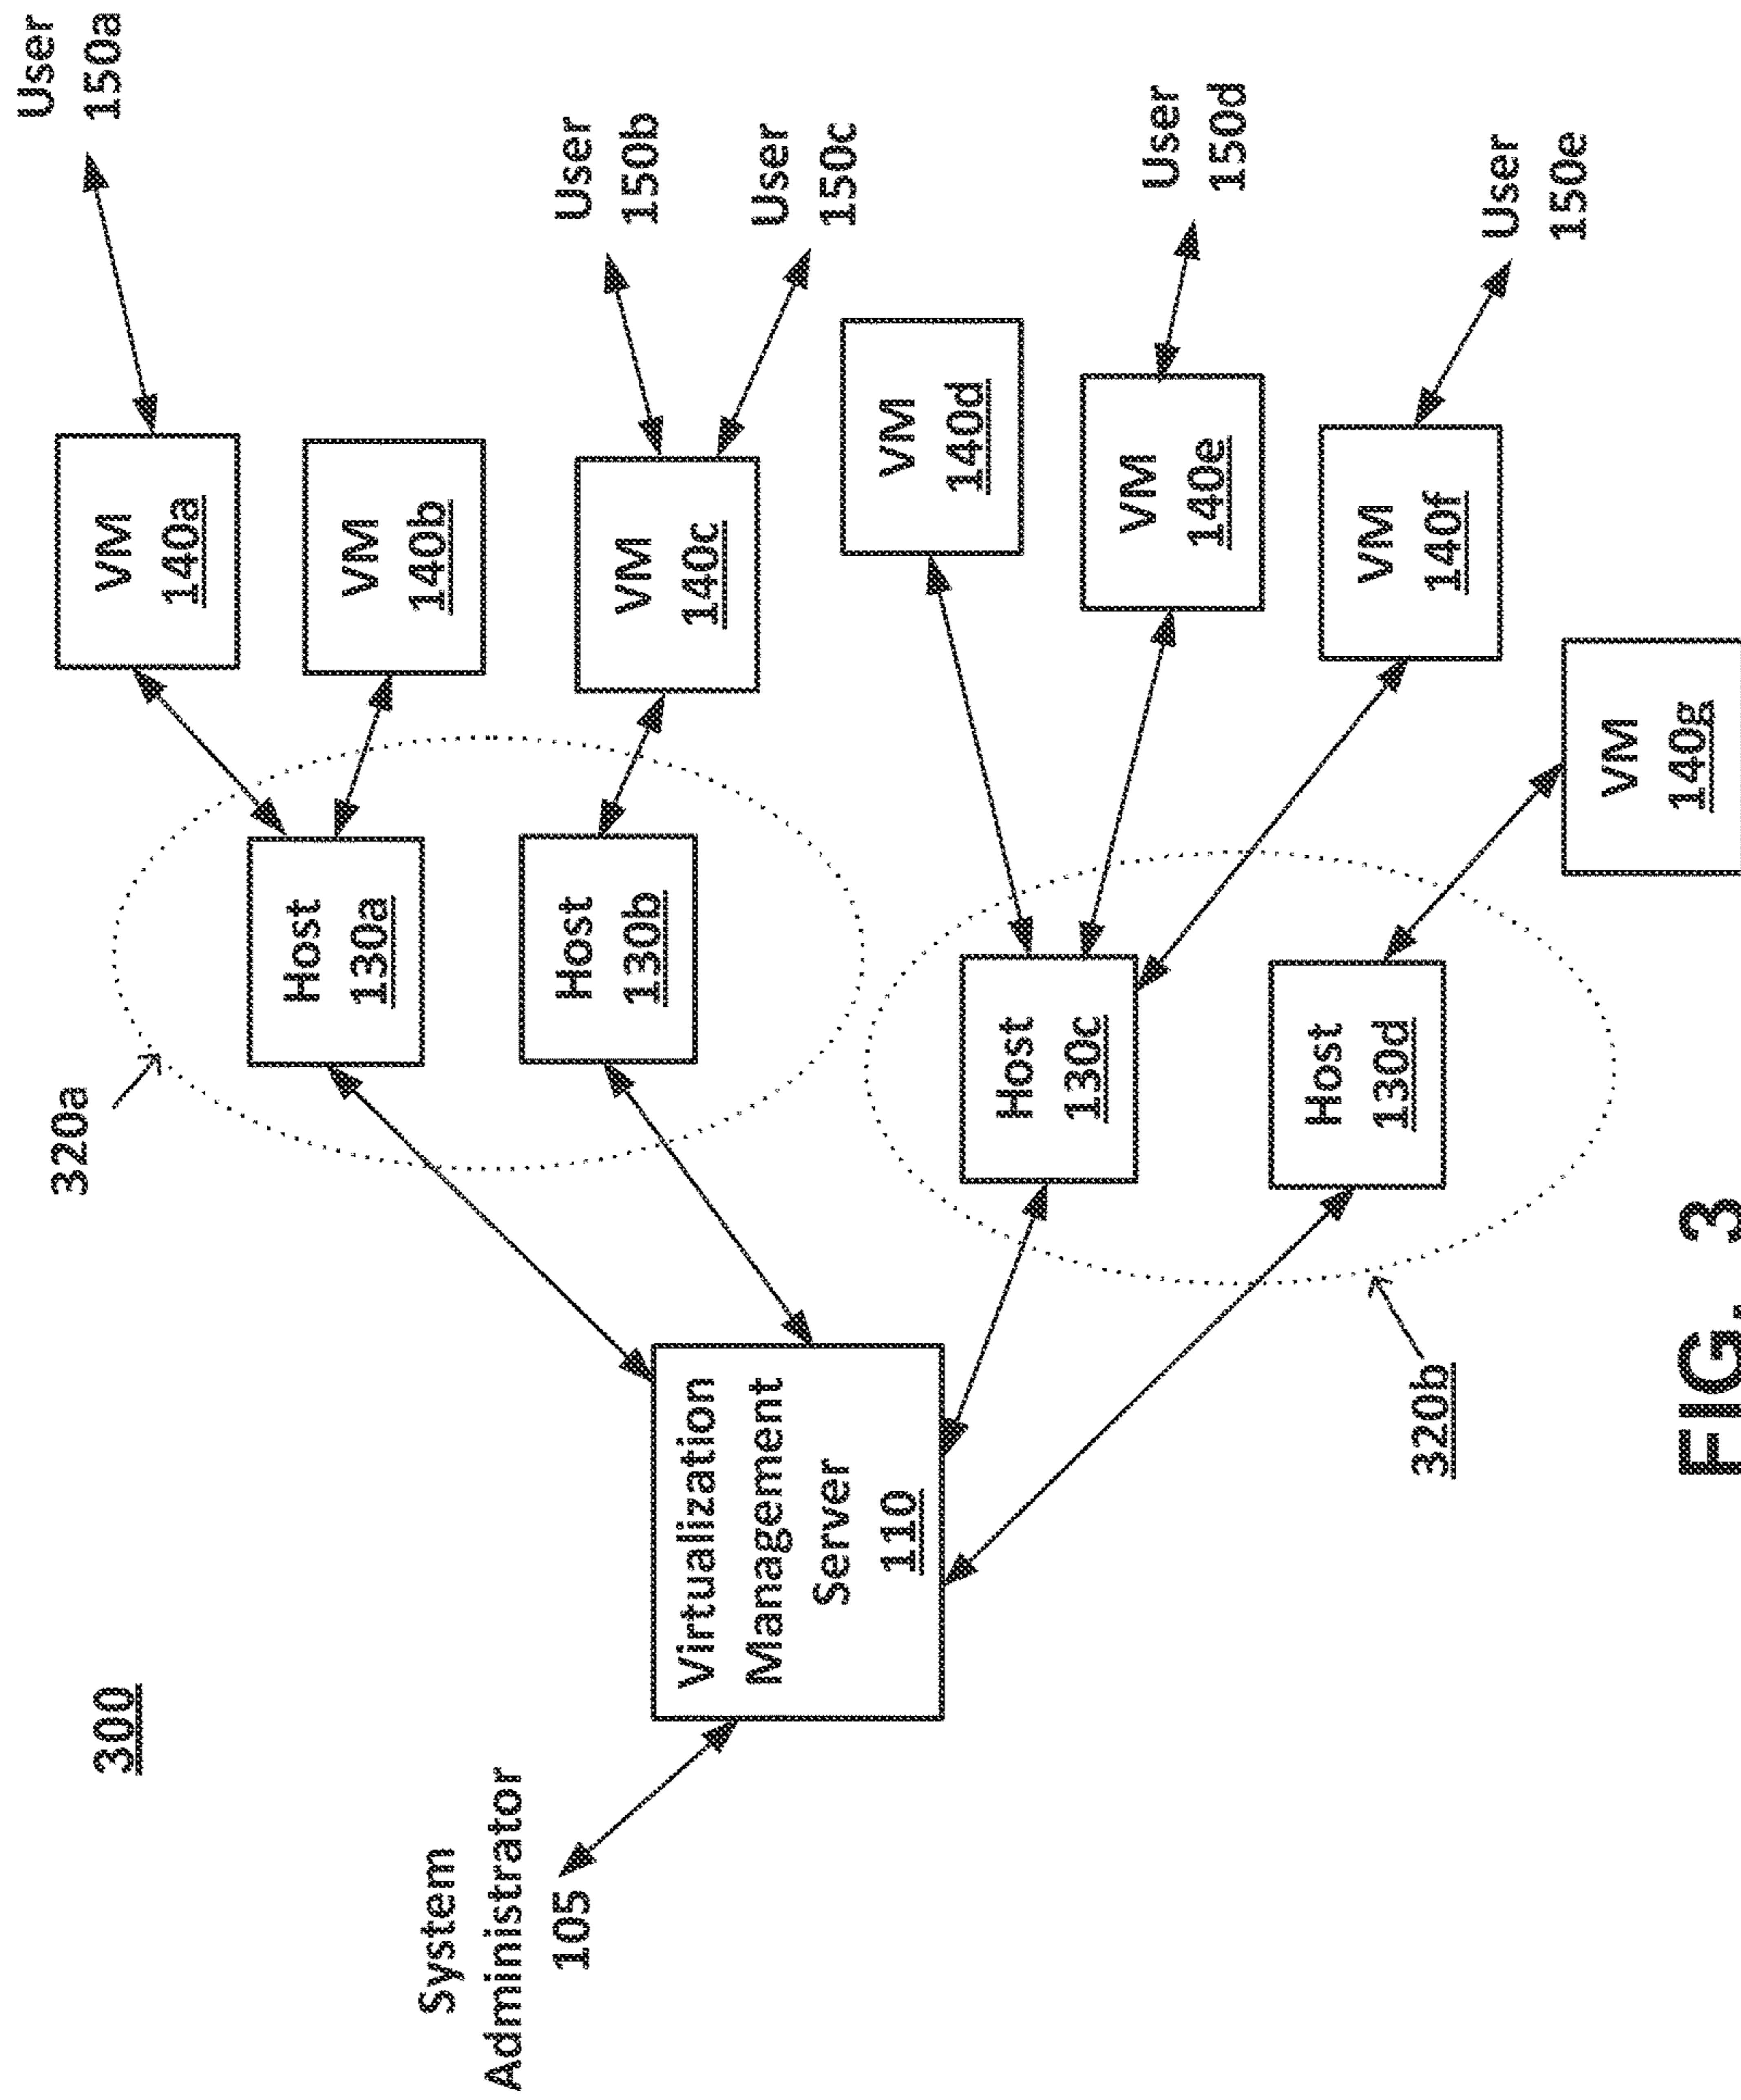 300
System
Administrator
105
Virtualization
Management
Server
110
320a
320b
Host
130a
Host
130b
Host
130c
Host
130d
VM
140a
VM
140b
VM
140c
VM
140d
VM
140e
VM
140f
VM
140g
User
150a
User
150b
User
150c
User
150d
User
150e
FIG. 3